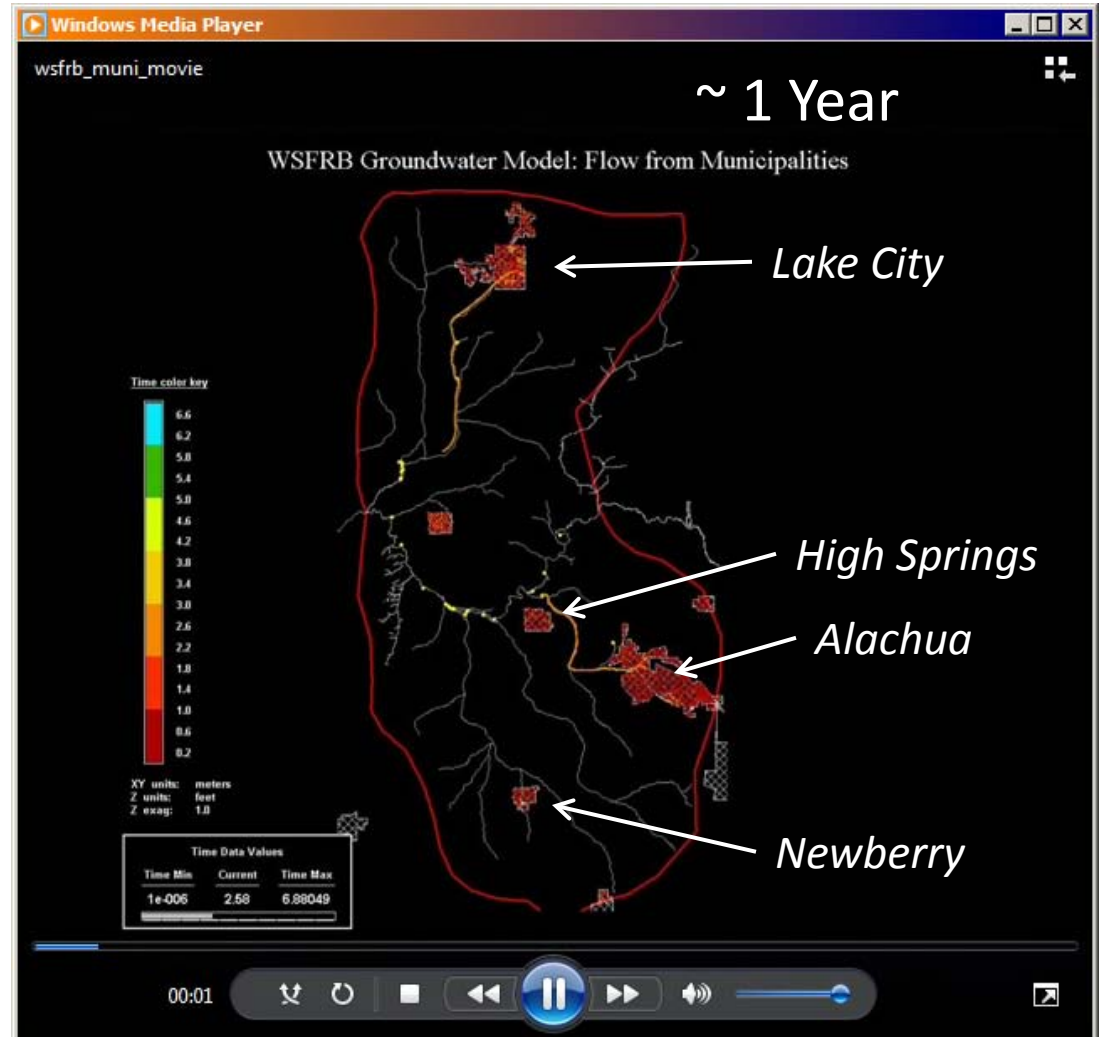 Windows Media Player
wsfrb_muni_movie
~ 1 Year
WSFRB Groundwater Model: Flow from Municipalities
Lake City
Time color key
6.6
6.2
5.8
5.4
5.0
4.6
4.2
3.8
3.4
3.0
2.6
2.2
1.8
1.4
1.0
0.6
0.2
High Springs
Alachua
XY units: meters
Z units: feet
Z exag: 1.0
Newberry
Time Data Values
Time Min Current Time Max
1e-006 2.58 6.88049
00:01